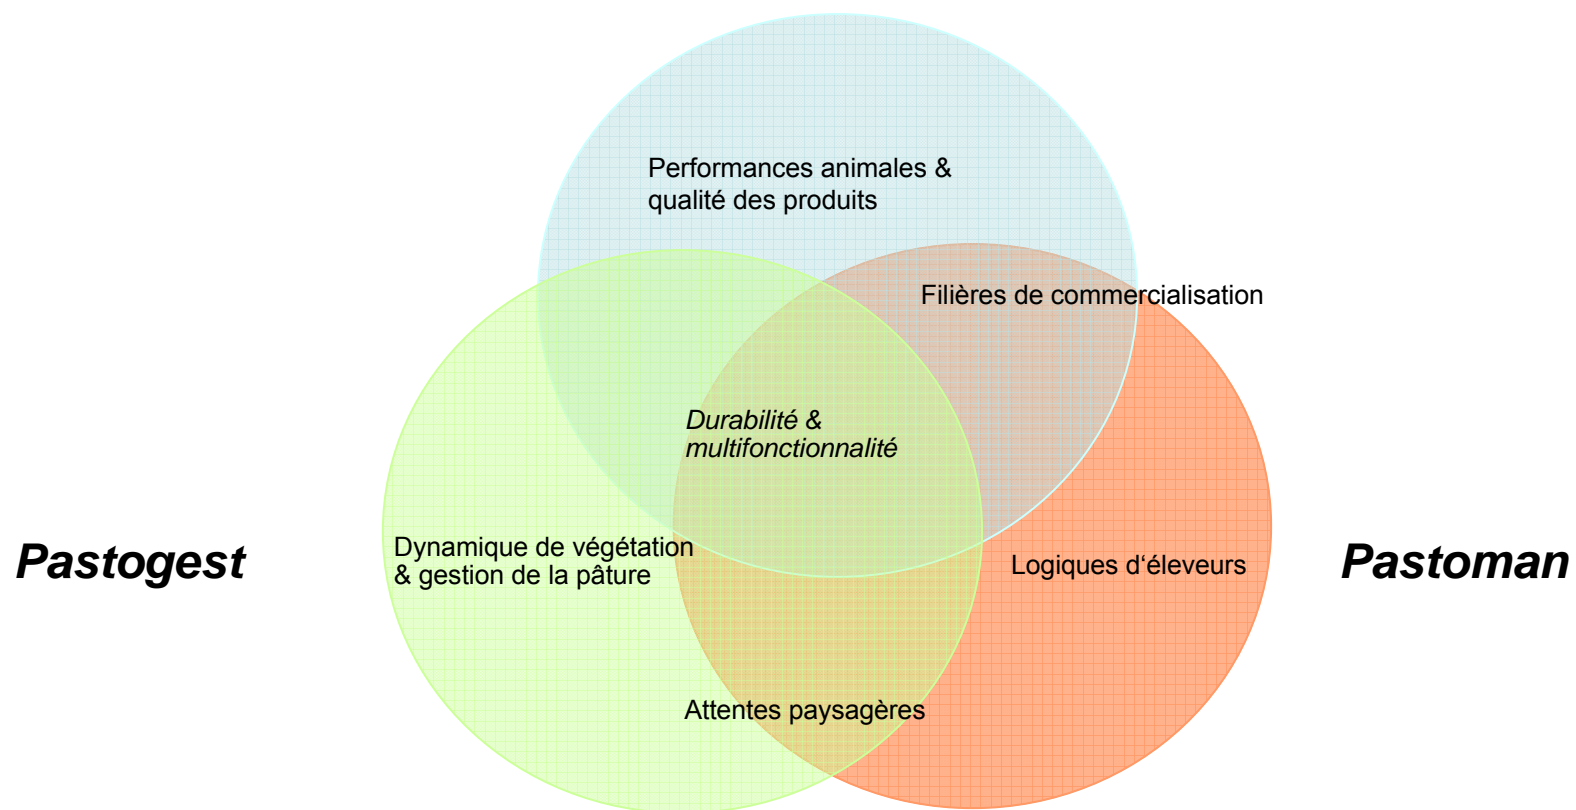 Performances animales &
qualité des produits
Filières de commercialisation
Durabilité &
multifonctionnalité
Pastogest
Dynamique de végétation
& gestion de la pâture
Logiques d‘éleveurs
Pastoman
Attentes paysagères